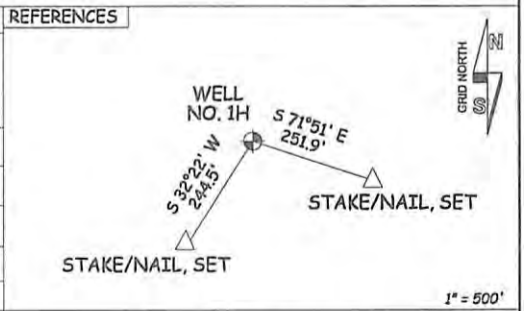 REFERENCES
N
GRID NORTH
S
WELL
NO. 1H
S 71°51' E
251.9'
S 32°22' W
244.5'
STAKE/NAIL, SET
STAKE/NAIL, SET
1" = 500'